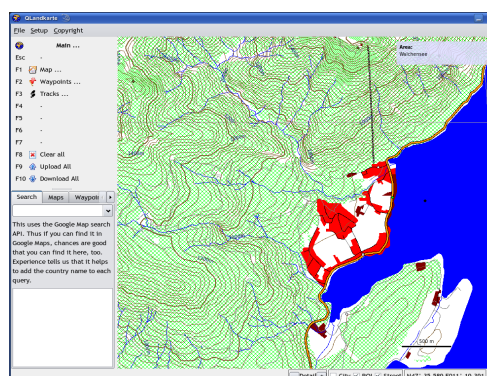 QLandkarte
File Setup Copyright
Main ...
Esc -
F1 Map ...
F2 Waypoints ...
F3 Tracks ...
F4 -
F5 -
F6 -
F7 -
F8 Clear all
F9 Upload All
F10 Download All
Search Maps Waypoi
This uses the Google Map search
API. Thus if you can find it in
Google Maps, chances are good
that you can find it here, too.
Experience tells us that it helps
to add the country name to each
query.
Area:
Walchensee
1400m
500 m
Detail
City
POI
Street